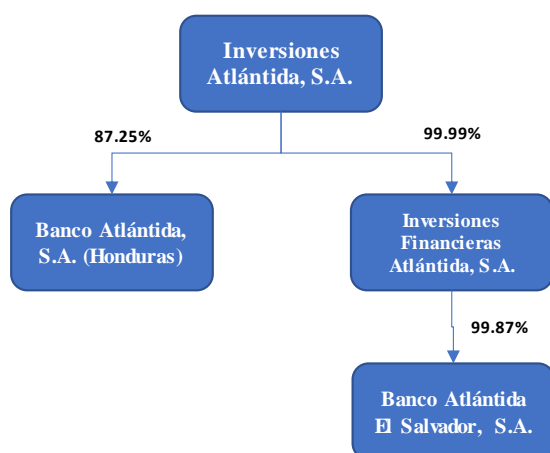 Inversiones
Atlántida, S.A.
87.25%
99.99%
Banco Atlántida,
S.A. (Honduras)
Inversiones
Financieras
Atlántida, S.A.
99.87%
Banco Atlántida
El Salvador, S.A.